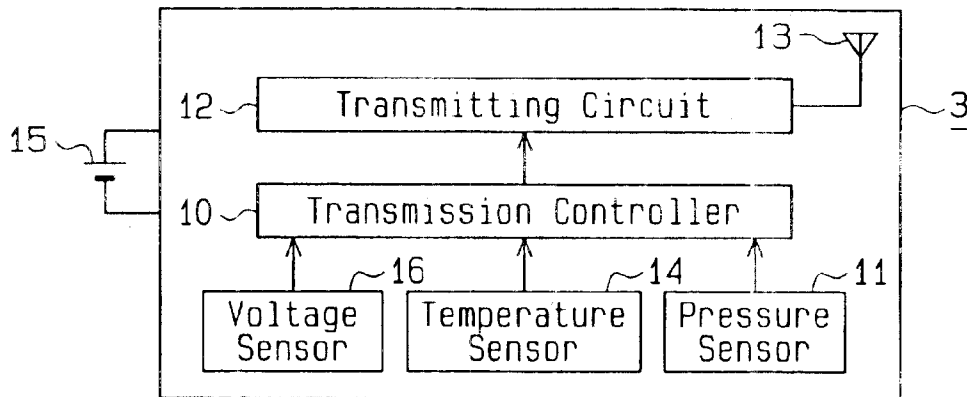 13
12
Transmitting Circuit
3
15
10
Transmission Controller
16
14
11
Voltage
Sensor
Temperature
Sensor
Pressure
Sensor